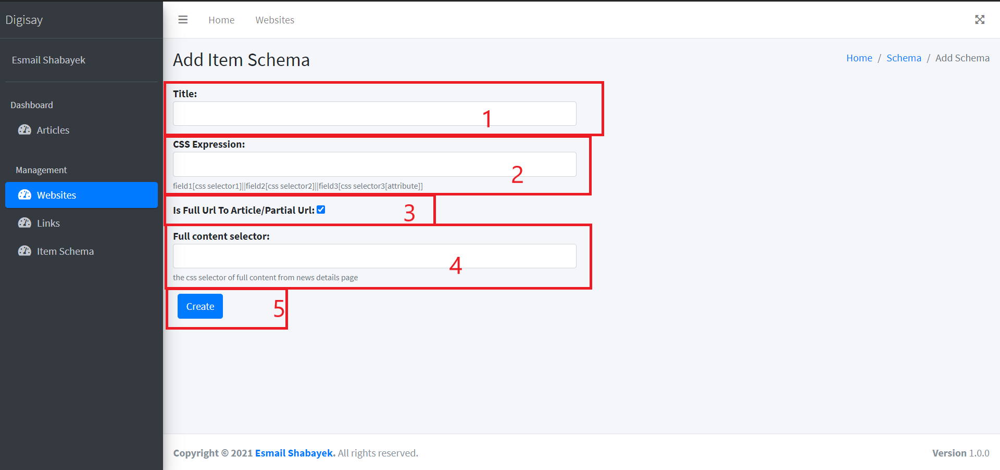 Digisay
Home Websites
Esmail Shabayek
Dashboard
Articles
Management
Websites
Links
Item Schema
Add Item Schema
Home / Schema / Add Schema
Title:
1
CSS Expression:
2
field1[css selector1]||field2[css selector2]||field3[css selector3[attribute]]
Is Full Url To Article/Partial Url:
3
Full content selector:
4
the css selector of full content from news details page
Create
5
Copyright © 2021 Esmail Shabayek. All rights reserved.
Version 1.0.0